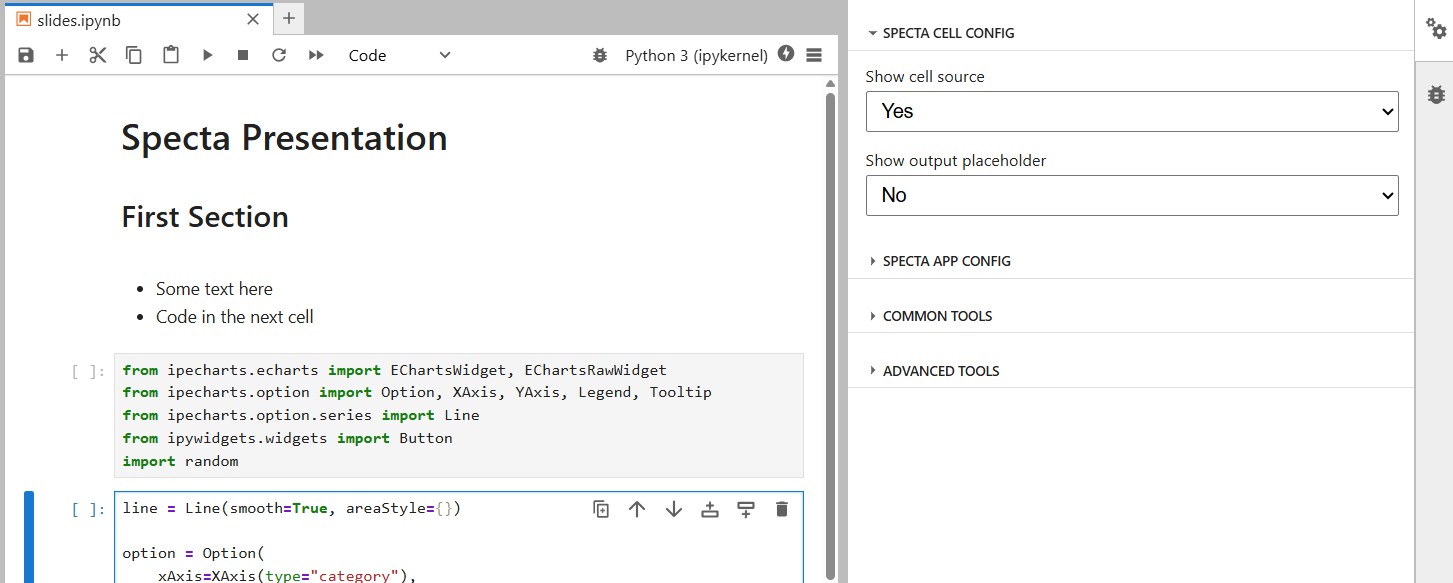 slides.ipynb
Code
Python 3 (ipykernel)
Specta Presentation
First Section
Some text here
Code in the next cell
[ ]:
from ipecharts.echarts import EChartsWidget, EChartsRawWidget
from ipecharts.option import Option, XAxis, YAxis, Legend, Tooltip
from ipecharts.option.series import Line
from ipywidgets.widgets import Button
import random
[ ]:
line = Line(smooth=True, areaStyle={})
option = Option(
xAxis=XAxis(type="category"),
SPECTA CELL CONFIG
Show cell source
Yes
Show output placeholder
No
SPECTA APP CONFIG
COMMON TOOLS
ADVANCED TOOLS